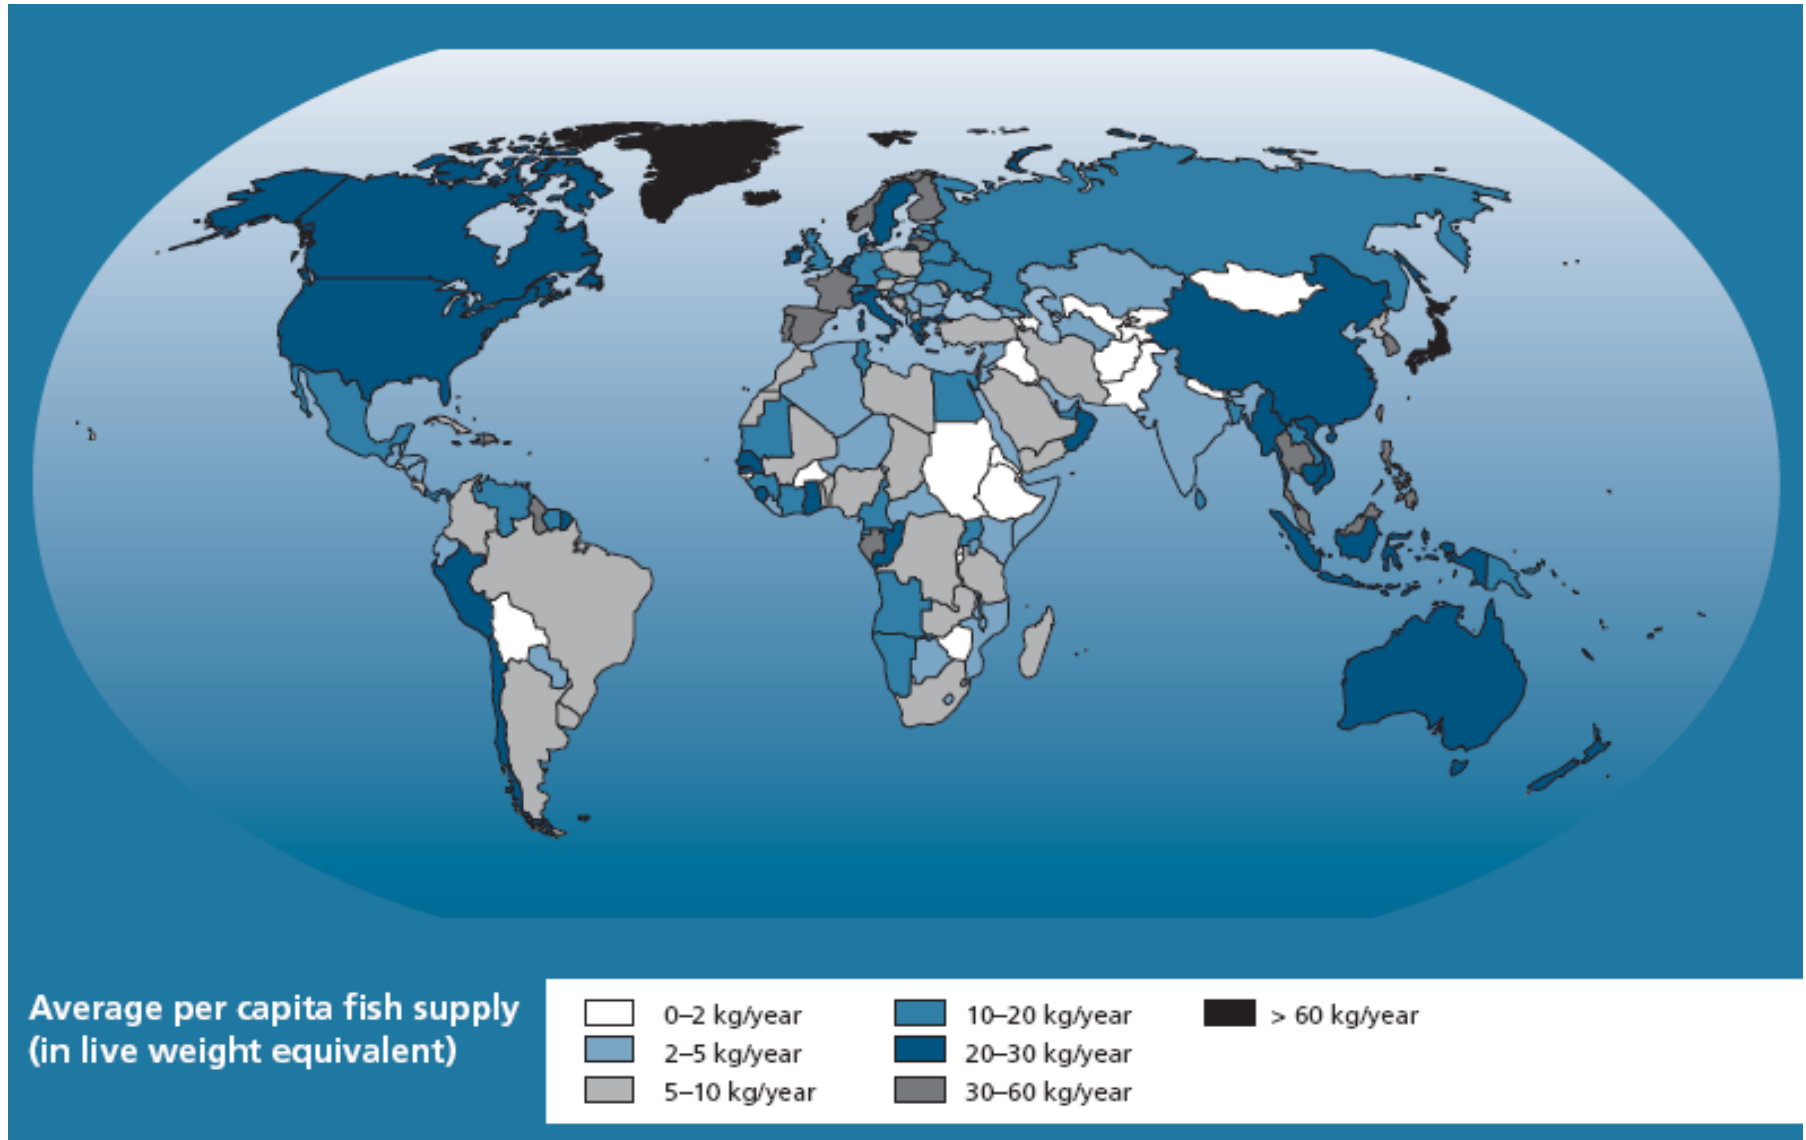 Average per capita fish supply
(in live weight equivalent)
0–2 kg/year
2–5 kg/year
5–10 kg/year
10–20 kg/year
20–30 kg/year
30–60 kg/year
> 60 kg/year